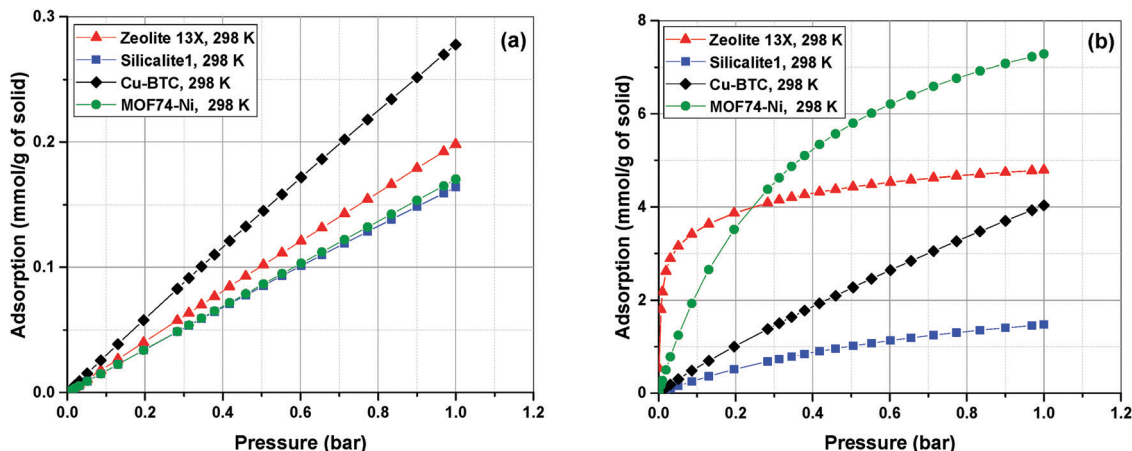 (a)
Zeolite 13X, 298 K
Silicalite1, 298 K
Cu-BTC, 298 K
MOF74-Ni, 298 K
Adsorption (mmol/g of solid)
0.3
0.2
0.1
0.0
0.0 0.2 0.4 0.6 0.8 1.0 1.2
Pressure (bar)
(b)
Zeolite 13X, 298 K
Silicalite1, 298 K
Cu-BTC, 298 K
MOF74-Ni, 298 K
Adsorption (mmol/g of solid)
8
6
4
2
0
0.0 0.2 0.4 0.6 0.8 1.0 1.2
Pressure (bar)